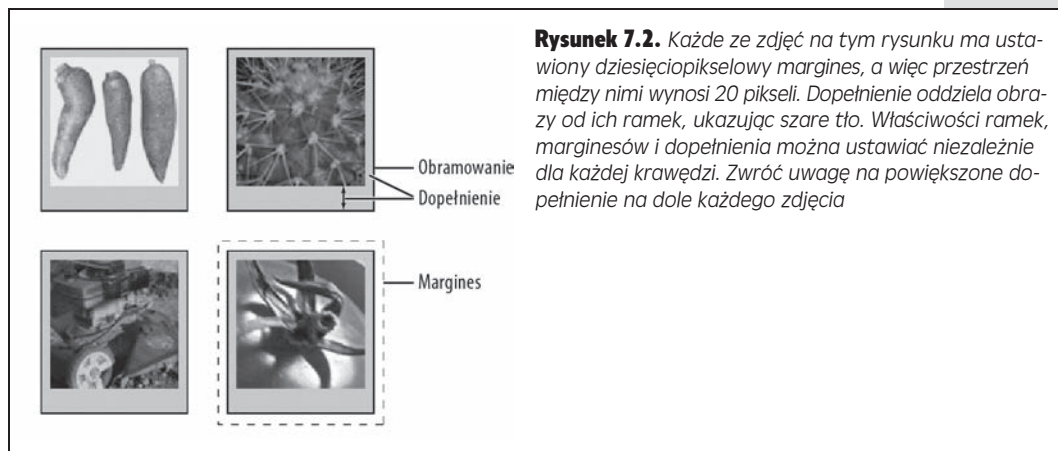 Rysunek 7.2. Każde ze zdjęć na tym rysunku ma usta-
wiony dziesięciopikselowy margines, a więc przestrzeń
między nimi wynosi 20 pikseli. Dopełnienie oddziela obra-
zy od ich ramek, ukazując szare tło. Właściwości ramek,
marginesów i dopełnienia można ustawiać niezależnie
dla każdej krawędzi. Zwróć uwagę na powiększone do-
pełnienie na dole każdego zdjęcia
Obramowanie
Dopełnienie
Margines